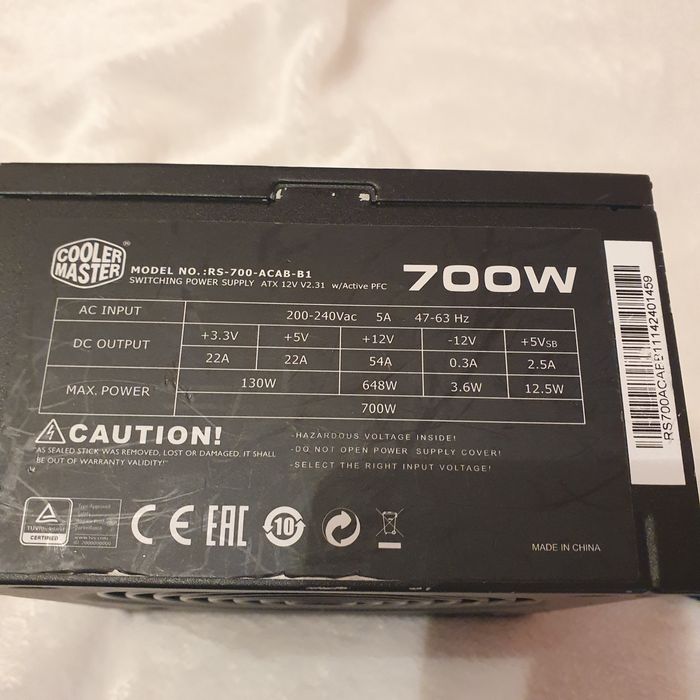 COOLER MASTER®
MODEL NO.:RS-700-ACAB-B1
SWITCHING POWER SUPPLY ATX 12V V2.31 w/Active PFC
700W
AC INPUT 200-240Vac 5A 47-63 Hz
DC OUTPUT +3.3V +5V +12V -12V +5VSB
22A 22A 54A 0.3A 2.5A
MAX. POWER 130W 648W 3.6W 12.5W
700W
CAUTION!
"AS SEALED STICK WAS REMOVED, LOST OR DAMAGED, IT SHALL
BE OUT OF WARRANTY VALIDITY!"
-HAZARDOUS VOLTAGE INSIDE!
-DO NOT OPEN POWER SUPPLY COVER!
-SELECT THE RIGHT INPUT VOLTAGE!
CERTIFIED
Type Approved
CE CE EAC 10
MADE IN CHINA
RS700ACABB11142401459